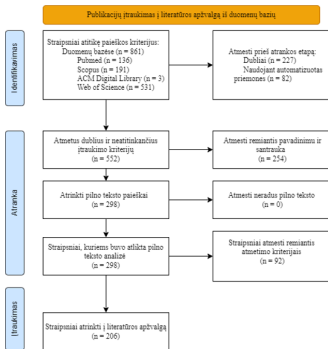 Publikacijų įtraukimas į literatūros apžvalgą iš duomenų bazių
Identifikavimas
Straipsniai atitikę paieškos kriterijus:
Duomenų bazėse (n = 861)
Pubmed (n = 136)
Scopus (n = 191)
ACM Digital Library (n = 3)
Web of Science (n = 531)
Atmesti prieš atrankos etapą:
Dubliai (n = 227)
Naudojant automatizuotas
priemones (n = 82)
Atranka
Atmetus dublius ir neatitinkančius
įtraukimo kriterijų
(n = 552)
Atmesti remiantis pavadinimu ir
santrauka
(n = 254)
Atrinkti pilno teksto paieškai
(n = 298)
Atmesti neradus pilno teksto
(n = 0)
Straipsniai, kuriems buvo atlikta pilno
teksto analizė
(n = 298)
Straipsniai atmesti remiantis
atmetimo kriterijais
(n = 92)
Įtraukimas
Straipsniai atrinkti į literatūros apžvalgą
(n = 206)